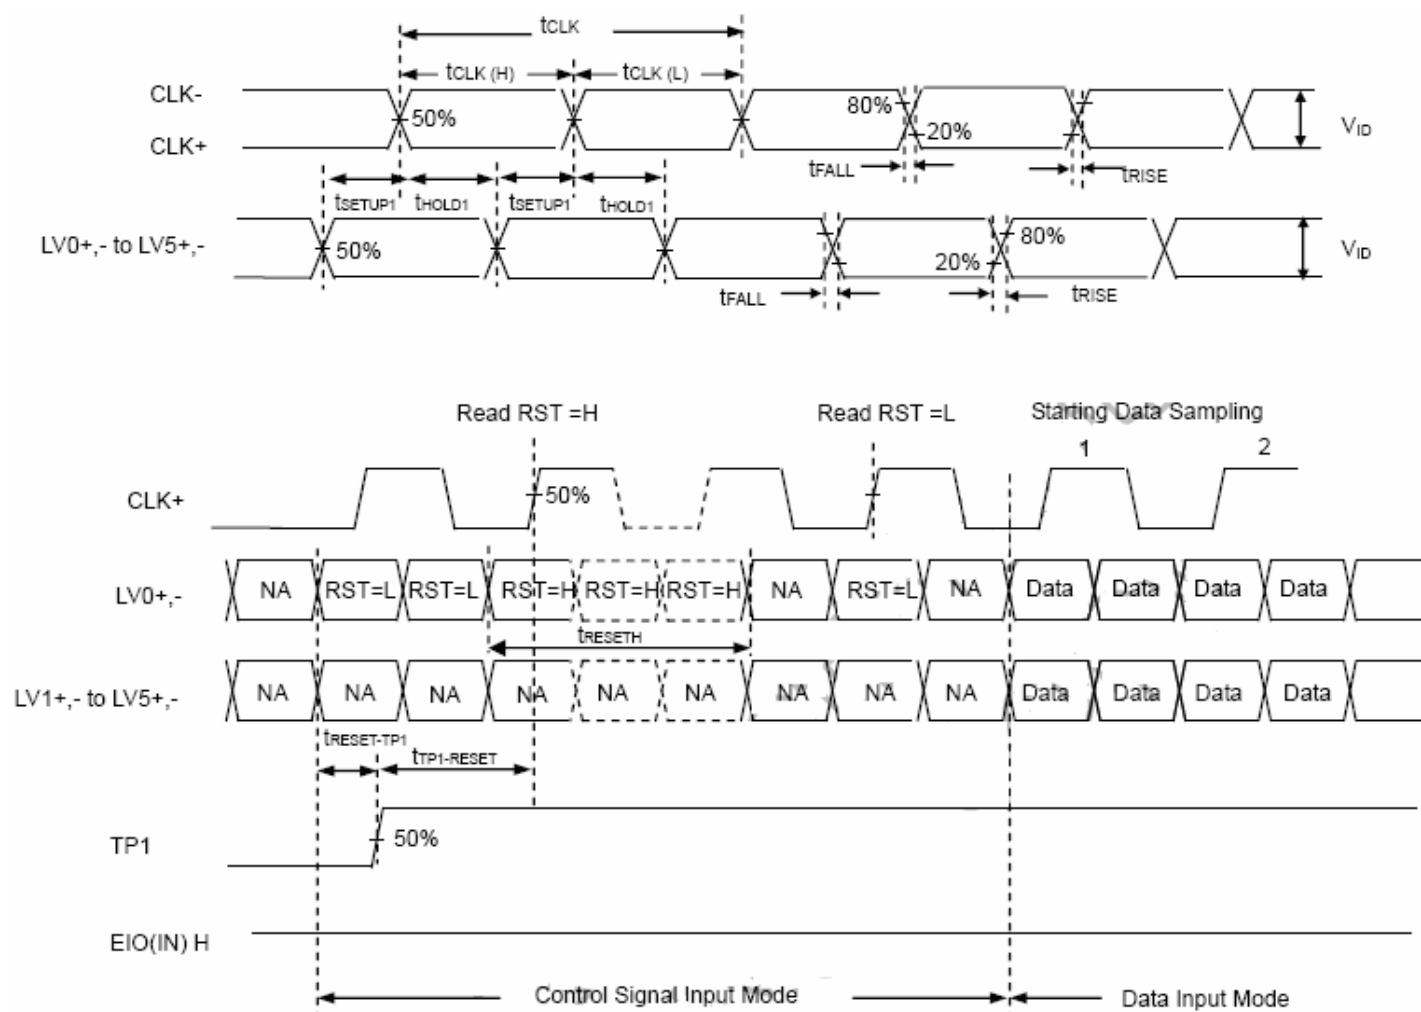 tCLK
tCLK (H) tCLK (L)
CLK-
50% 80% 20%
VID
CLK+
tFALL tRISE
tSETUP1 tHOLD1 tSETUP1 tHOLD1
LV0+,- to LV5+,-
50% 20% 80%
VID
tFALL tRISE
Read RST =H Read RST =L Starting Data Sampling
1 2
CLK+ 50%
LV0+,- NA RST=L RST=L RST=H RST=H RST=H NA RST=L NA Data Data Data Data
tRESETH
LV1+,- to LV5+,- NA NA NA NA NA NA NA NA NA Data Data Data Data
tRESET-TP1
tTP1-RESET
TP1 50%
EIO(IN) H
Control Signal Input Mode Data Input Mode